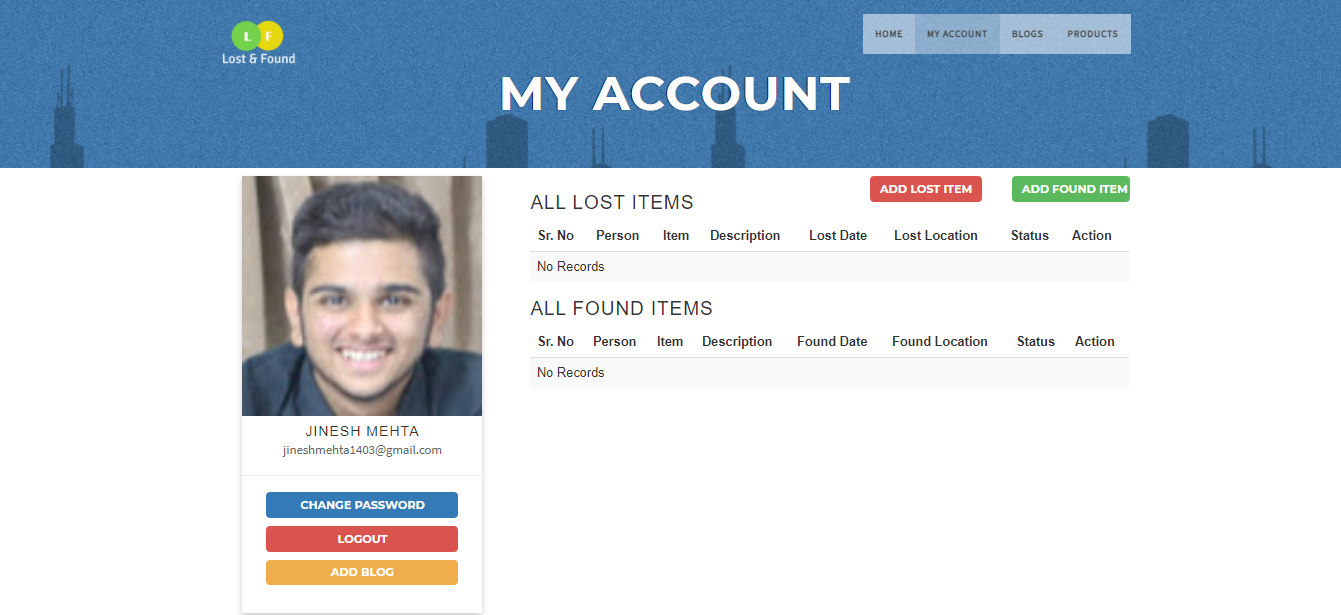 L F
Lost & Found
HOME MY ACCOUNT BLOGS PRODUCTS
MY ACCOUNT
JINESH MEHTA
jineshmehta1403@gmail.com
CHANGE PASSWORD
LOGOUT
ADD BLOG
ADD LOST ITEM ADD FOUND ITEM
ALL LOST ITEMS
Sr. No Person Item Description Lost Date Lost Location Status Action
No Records
ALL FOUND ITEMS
Sr. No Person Item Description Found Date Found Location Status Action
No Records